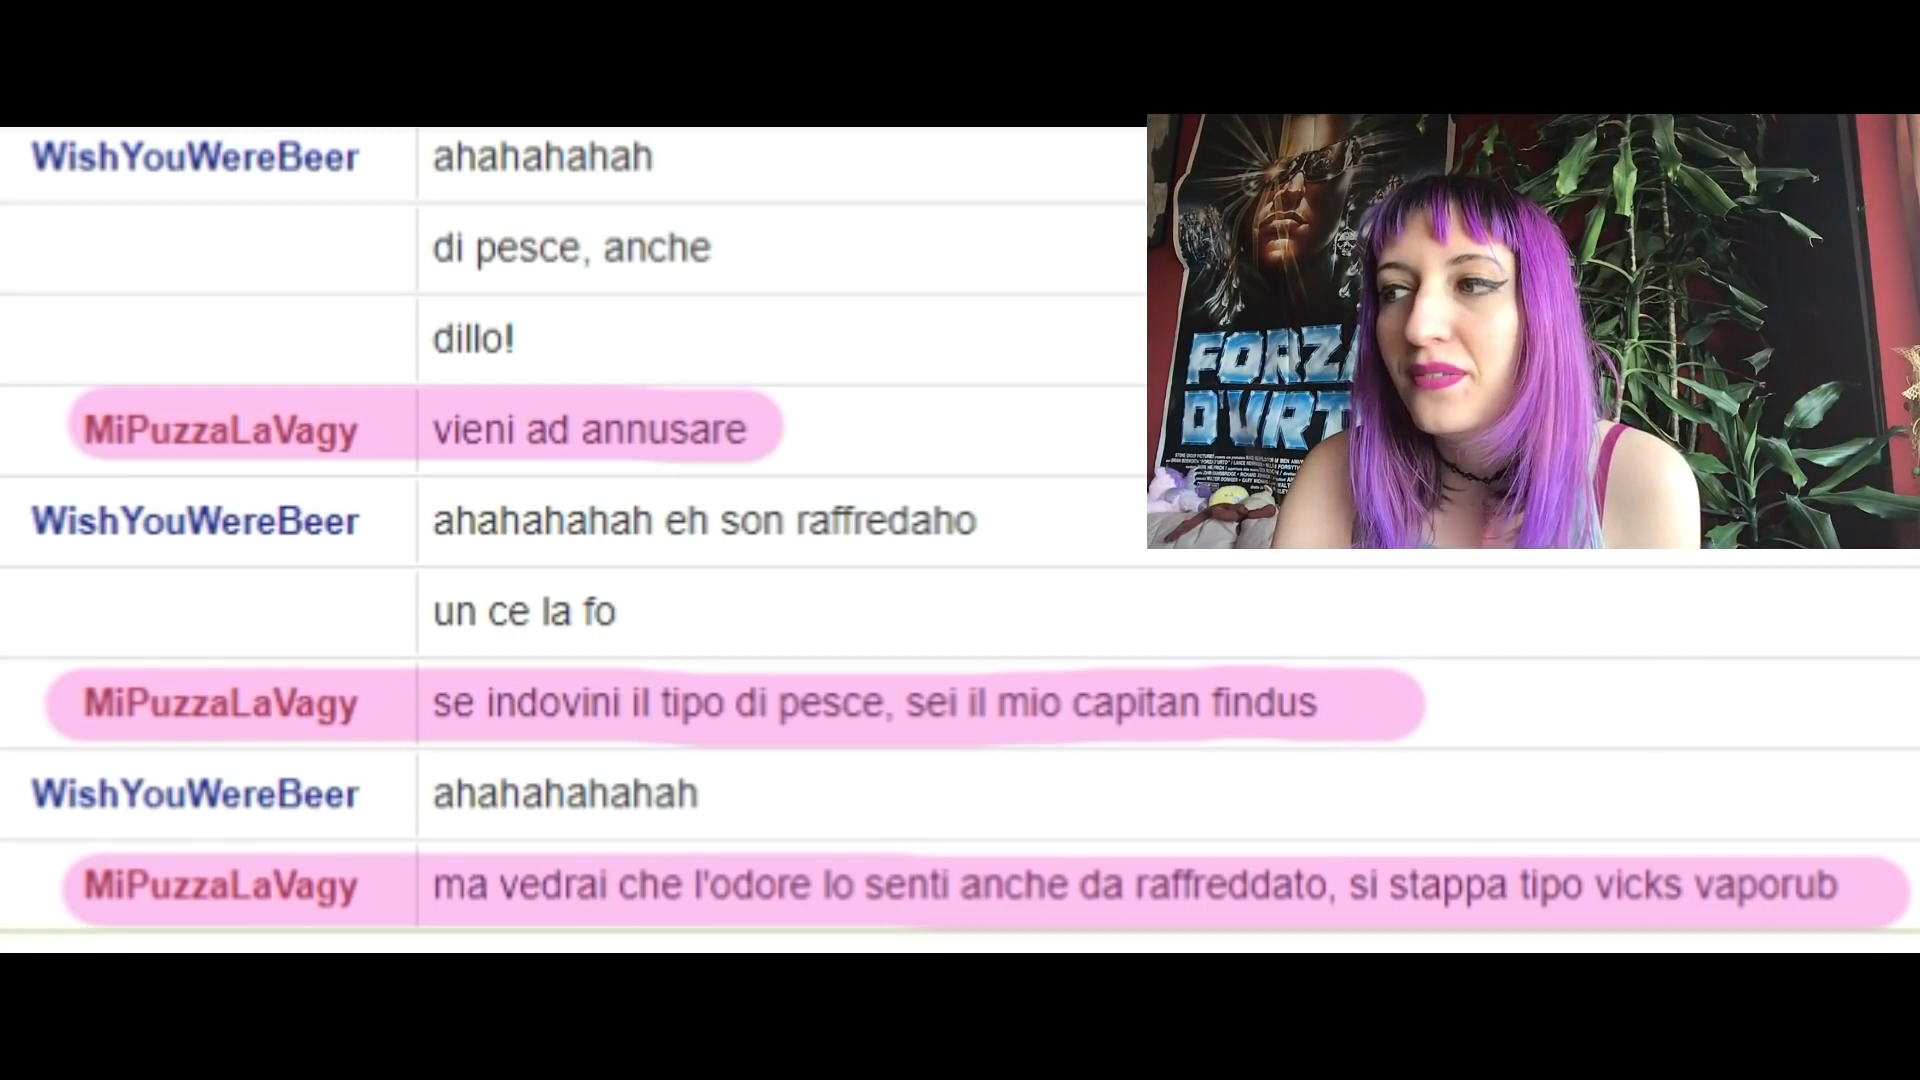 WishYouWereBeer ahahahahah
di pesce, anche
dillo!
MiPuzzaLaVagy vieni ad annusare
WishYouWereBeer ahahahahah eh son raffredaho
un ce la fo
MiPuzzaLaVagy se indovini il tipo di pesce, sei il mio capitan findus
WishYouWereBeer ahahahahahah
MiPuzzaLaVagy ma vedrai che l'odore lo senti anche da raffreddato, si stappa tipo vicks vaporub
FORZA
D'URT